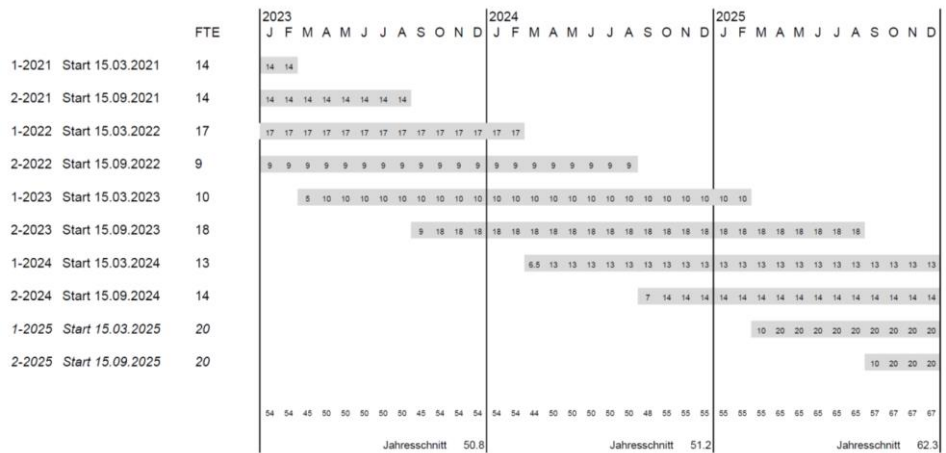 2023 2024 2025
FTE J F M A M J J A S O N D J F M A M J J A S O N D J F M A M J J A S O N D
1-2021 Start 15.03.2021 14 14 14
2-2021 Start 15.09.2021 14 14 14 14 14 14 14 14 14
1-2022 Start 15.03.2022 17 17 17 17 17 17 17 17 17 17 17 17 17 17 17
2-2022 Start 15.09.2022 9 9 9 9 9 9 9 9 9 9 9 9 9 9 9 9 9 9 9 9 9
1-2023 Start 15.03.2023 10 5 10 10 10 10 10 10 10 10 10 10 10 10 10 10 10 10 10 10 10 10 10 10 10
2-2023 Start 15.09.2023 18 9 18 18 18 18 18 18 18 18 18 18 18 18 18 18 18 18 18 18 18 18 18 18 18
1-2024 Start 15.03.2024 13 6.5 13 13 13 13 13 13 13 13 13 13 13 13 13 13 13 13 13 13 13 13 13
2-2024 Start 15.09.2024 14 7 14 14 14 14 14 14 14 14 14 14 14 14 14 14 14
1-2025 Start 15.03.2025 20 10 20 20 20 20 20 20 20 20 20
2-2025 Start 15.09.2025 20 10 20 20 20
54 54 45 50 50 50 50 50 45 54 54 54 54 54 44 50 50 50 50 50 48 55 55 55 55 55 55 65 65 65 65 65 57 67 67 67
Jahresschnitt 50.8 Jahresschnitt 51.2 Jahresschnitt 62.3